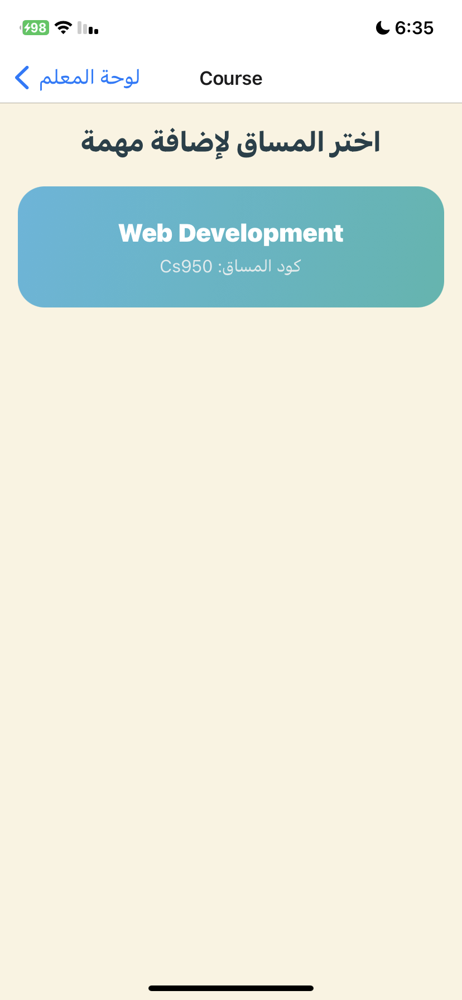 98 6:35
لوحة المعلم Course
اختر المساق لإضافة مهمة
Web Development
كود المساق: Cs950